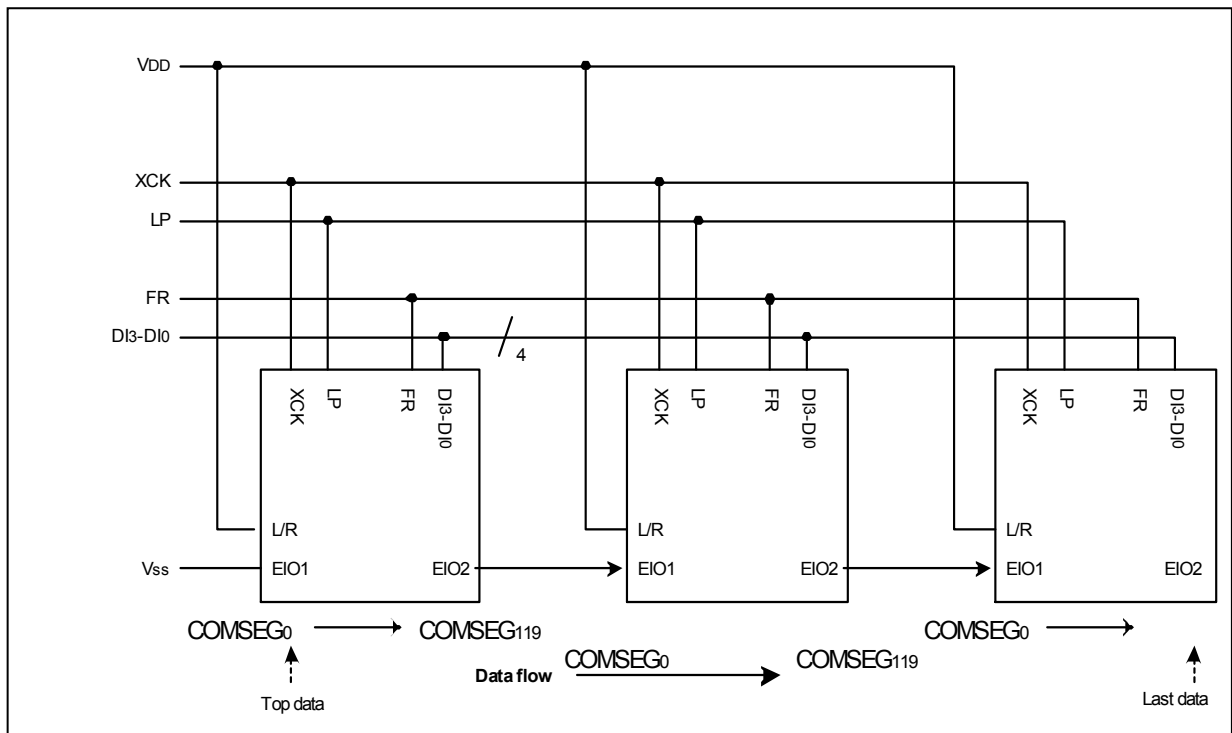 VDD
XCK
LP
FR
DI3-DI0
4
XCK LP FR DI3-DI0
XCK LP FR DI3-DI0
XCK LP FR DI3-DI0
L/R
L/R
L/R
Vss
EIO1 EIO2
EIO1 EIO2
EIO1 EIO2
COMSEG0 COMSEG119
COMSEG0
Data flow COMSEG0 COMSEG119
Top data
Last data